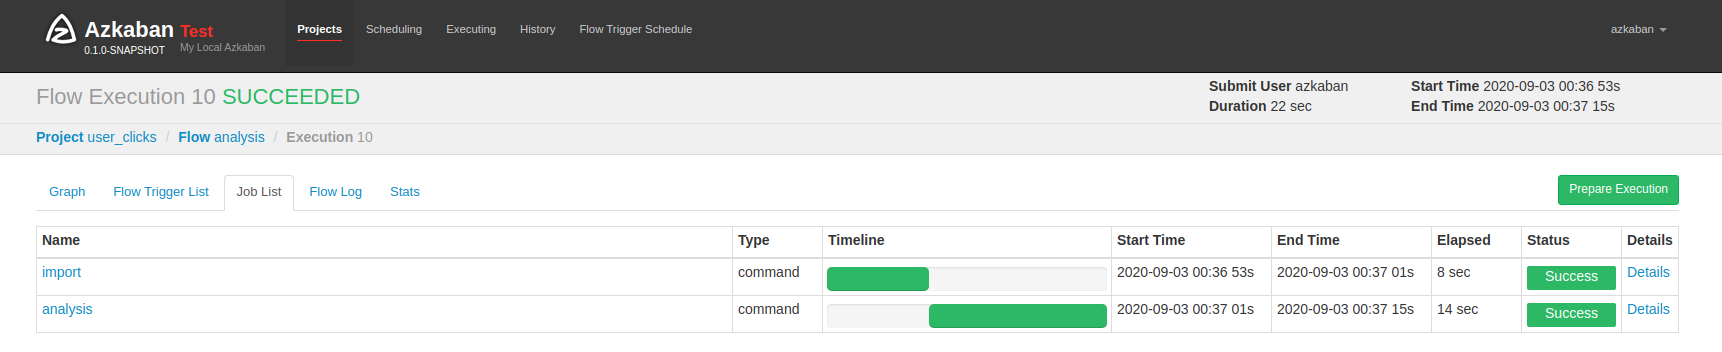 Azkaban Test
0.1.0-SNAPSHOT My Local Azkaban
Projects Scheduling Executing History Flow Trigger Schedule azkaban
Flow Execution 10 SUCCEEDED
Submit User azkaban Start Time 2020-09-03 00:36 53s
Duration 22 sec End Time 2020-09-03 00:37 15s
Project user_clicks / Flow analysis / Execution 10
Graph Flow Trigger List Job List Flow Log Stats Prepare Execution
Name Type Timeline Start Time End Time Elapsed Status Details
import command 2020-09-03 00:36 53s 2020-09-03 00:37 01s 8 sec Success Details
analysis command 2020-09-03 00:37 01s 2020-09-03 00:37 15s 14 sec Success Details